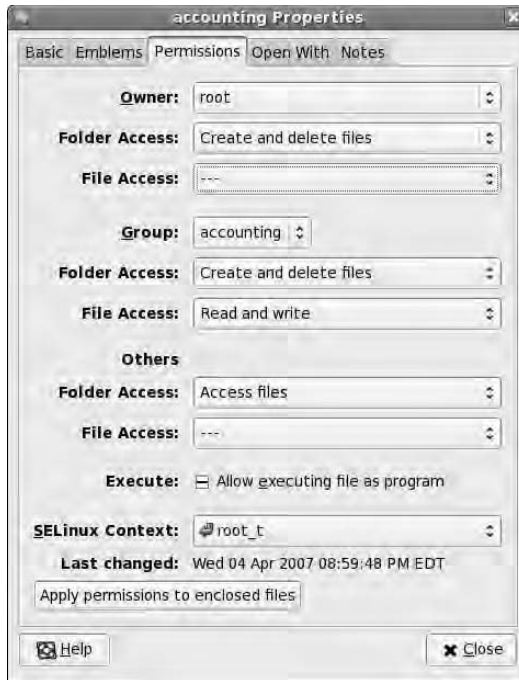 accounting Properties
Basic Emblems Permissions Open With Notes
Owner: root
Folder Access: Create and delete files
File Access: ---
Group: accounting
Folder Access: Create and delete files
File Access: Read and write
Others
Folder Access: Access files
File Access: ---
Execute: Allow executing file as program
SELinux Context: root_t
Last changed: Wed 04 Apr 2007 08:59:48 PM EDT
Apply permissions to enclosed files
Help Close